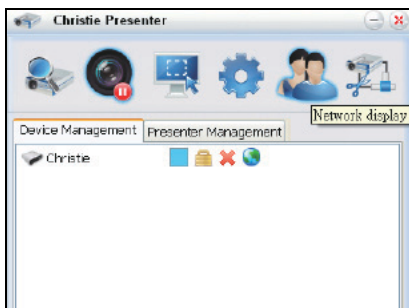 Christie Presenter
Network display
Device Management Presenter Management
Christie